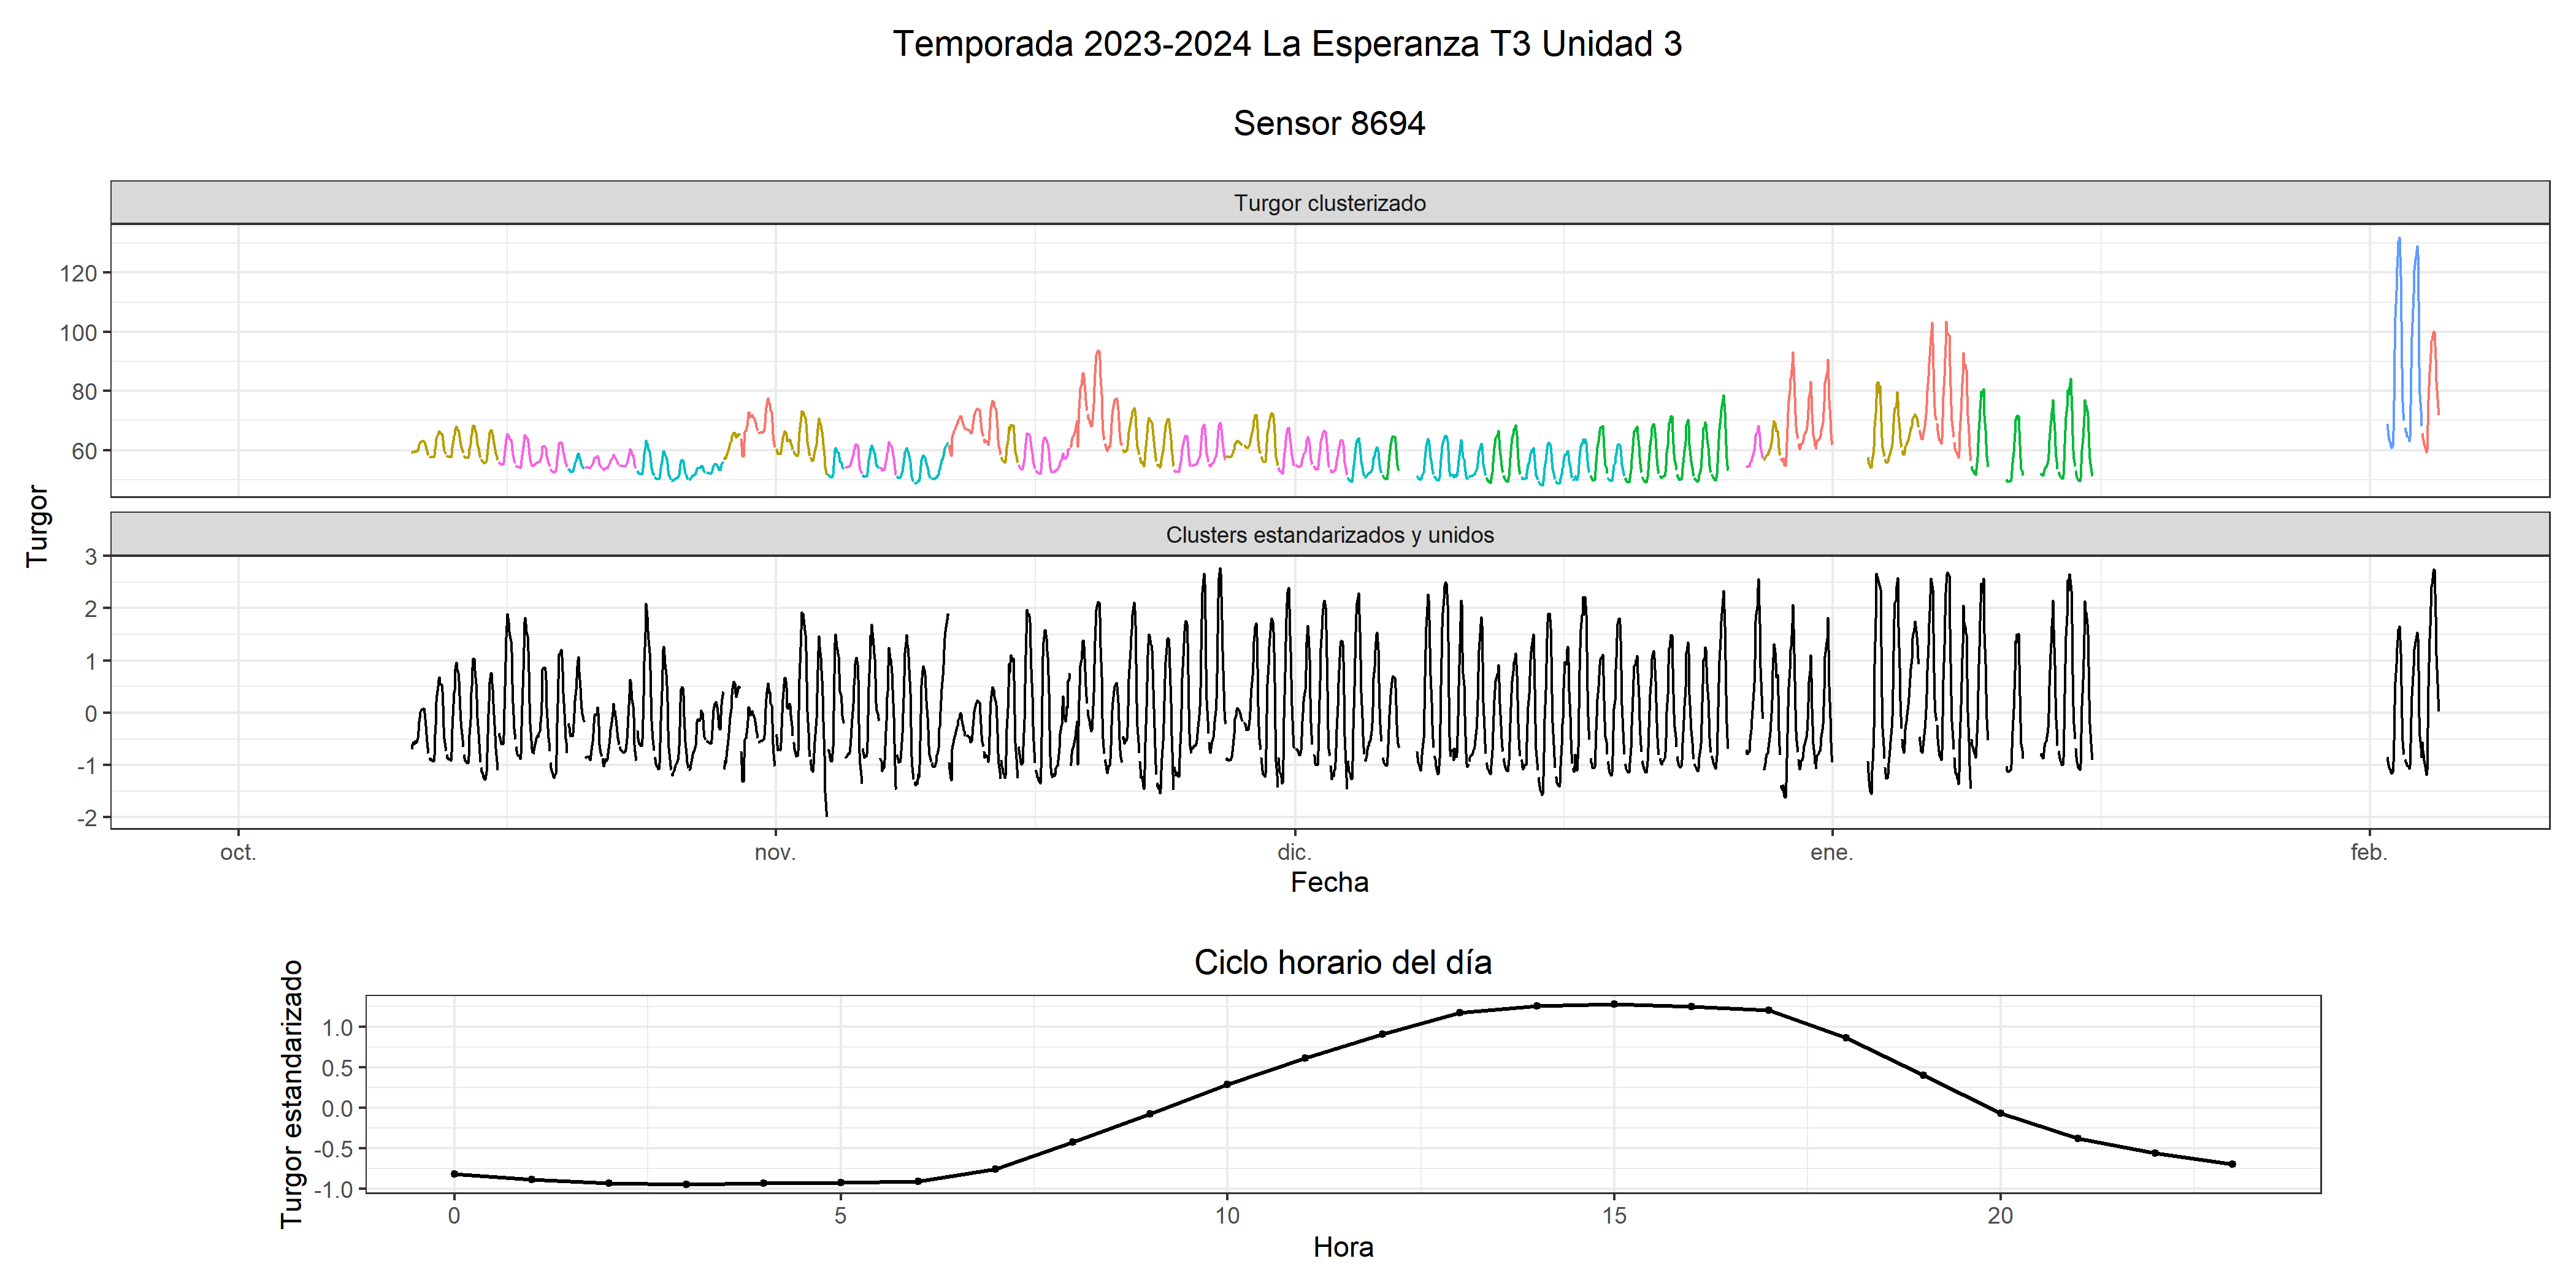 Temporada 2023-2024 La Esperanza T3 Unidad 3
Sensor 8694
Turgor clusterizado
120
100
80
60
Turgor
Clusters estandarizados y unidos
3
2
1
0
-1
-2
oct.
nov.
dic.
ene.
feb.
Fecha
Ciclo horario del día
Turgor estandarizado
1.0
0.5
0.0
-0.5
-1.0
0
5
10
15
20
Hora